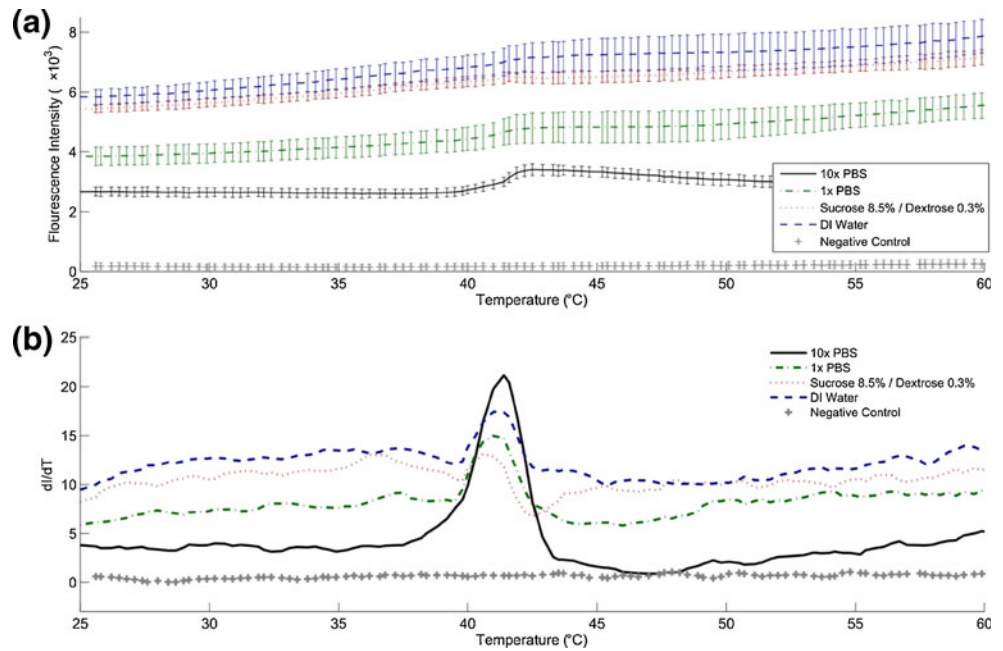 (a)
8
6
4
2
0
Flourescence Intensity ( ×10³)
10x PBS
1x PBS
Sucrose 8.5% / Dextrose 0.3%
DI Water
Negative Control
25
30
35
40
45
50
55
60
Temperature (°C)
(b)
25
20
15
10
5
0
dI/dT
10x PBS
1x PBS
Sucrose 8.5% / Dextrose 0.3%
DI Water
Negative Control
25
30
35
40
45
50
55
60
Temperature (°C)